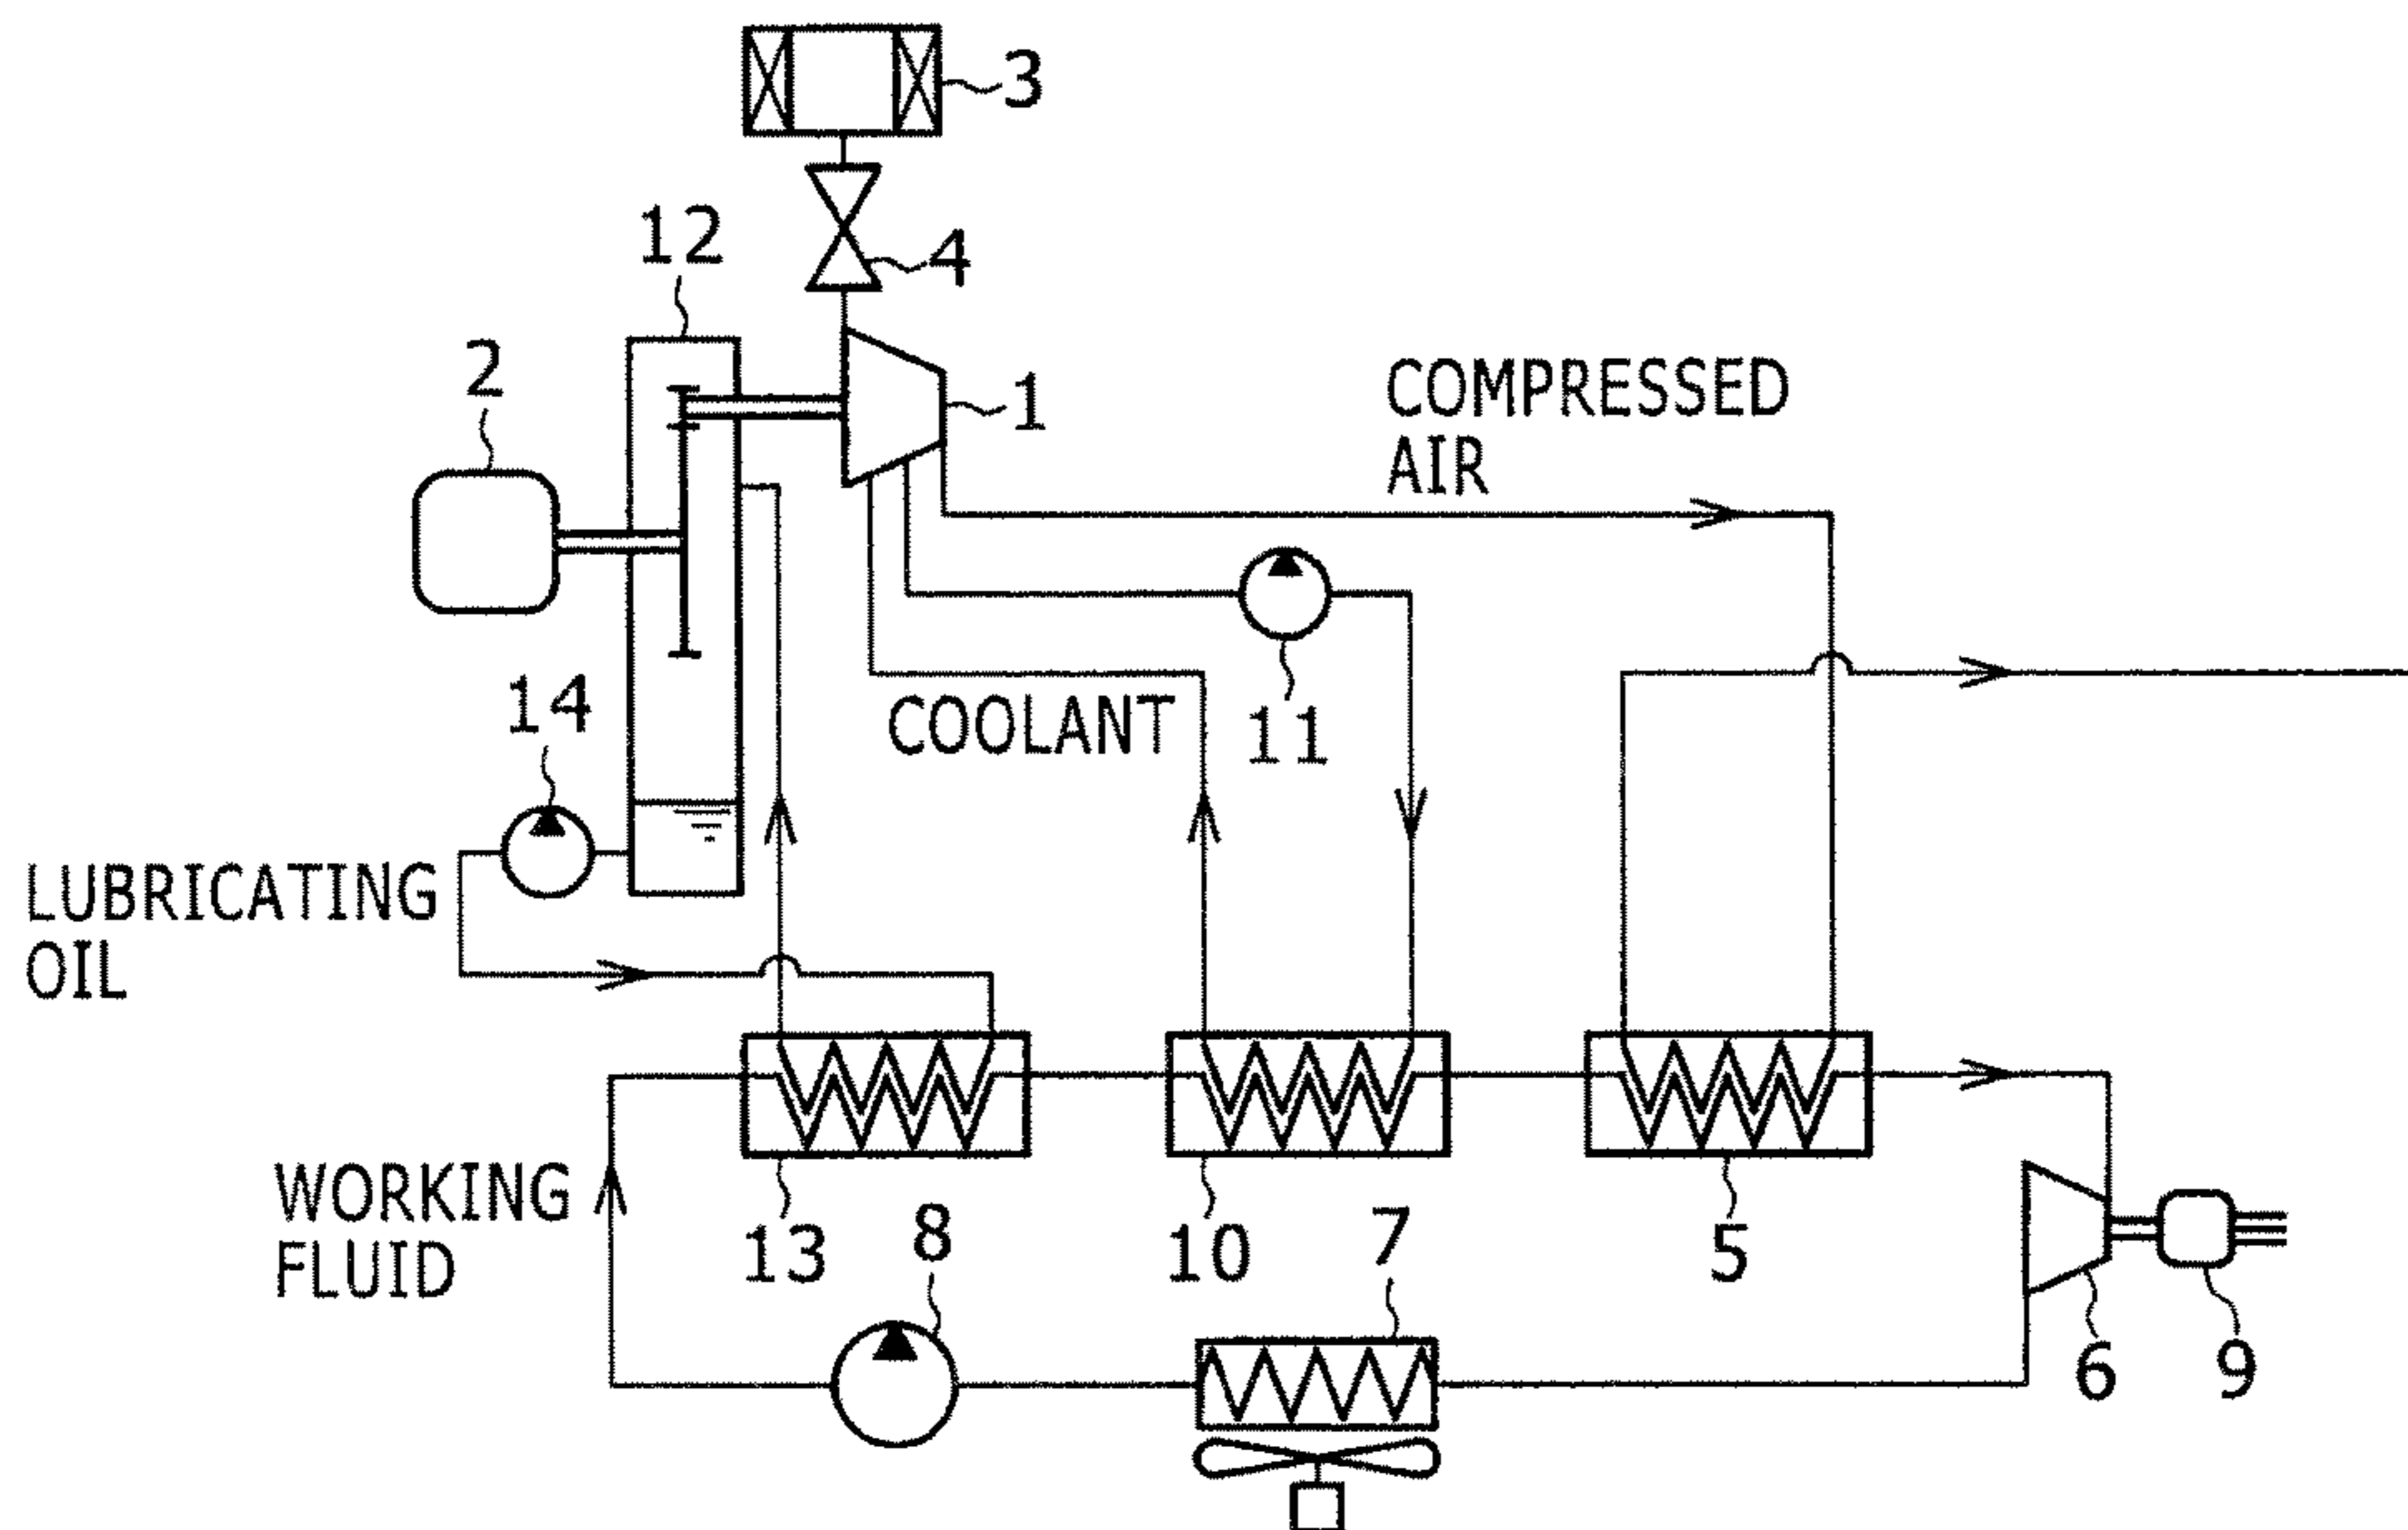 3
4
12
2
1
COMPRESSED
AIR
14
COOLANT
11
LUBRICATING
OIL
WORKING
FLUID
13
8
10
7
5
6
9